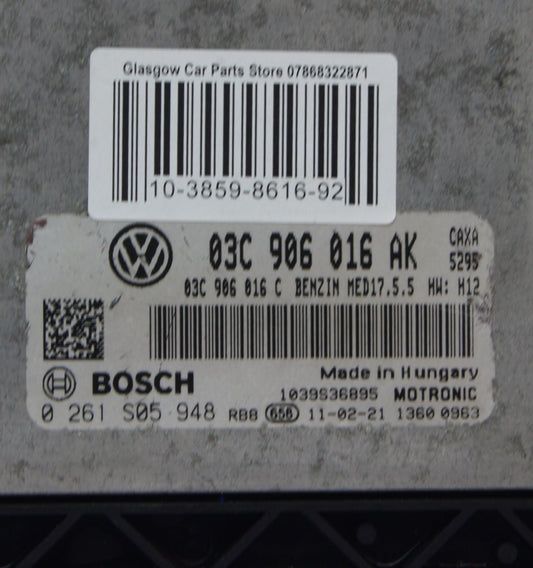 Glasgow Car Parts Store 07868322871
10-3859-8616-92
03C 906 016 AK CAXA
5295
03C 906 016 C BENZIN MED17.5.5 HW: H12
Made in Hungary
BOSCH 1039S36895 MOTRONIC
0 261 S05 948 RB8 658 11-02-21 1360 0963